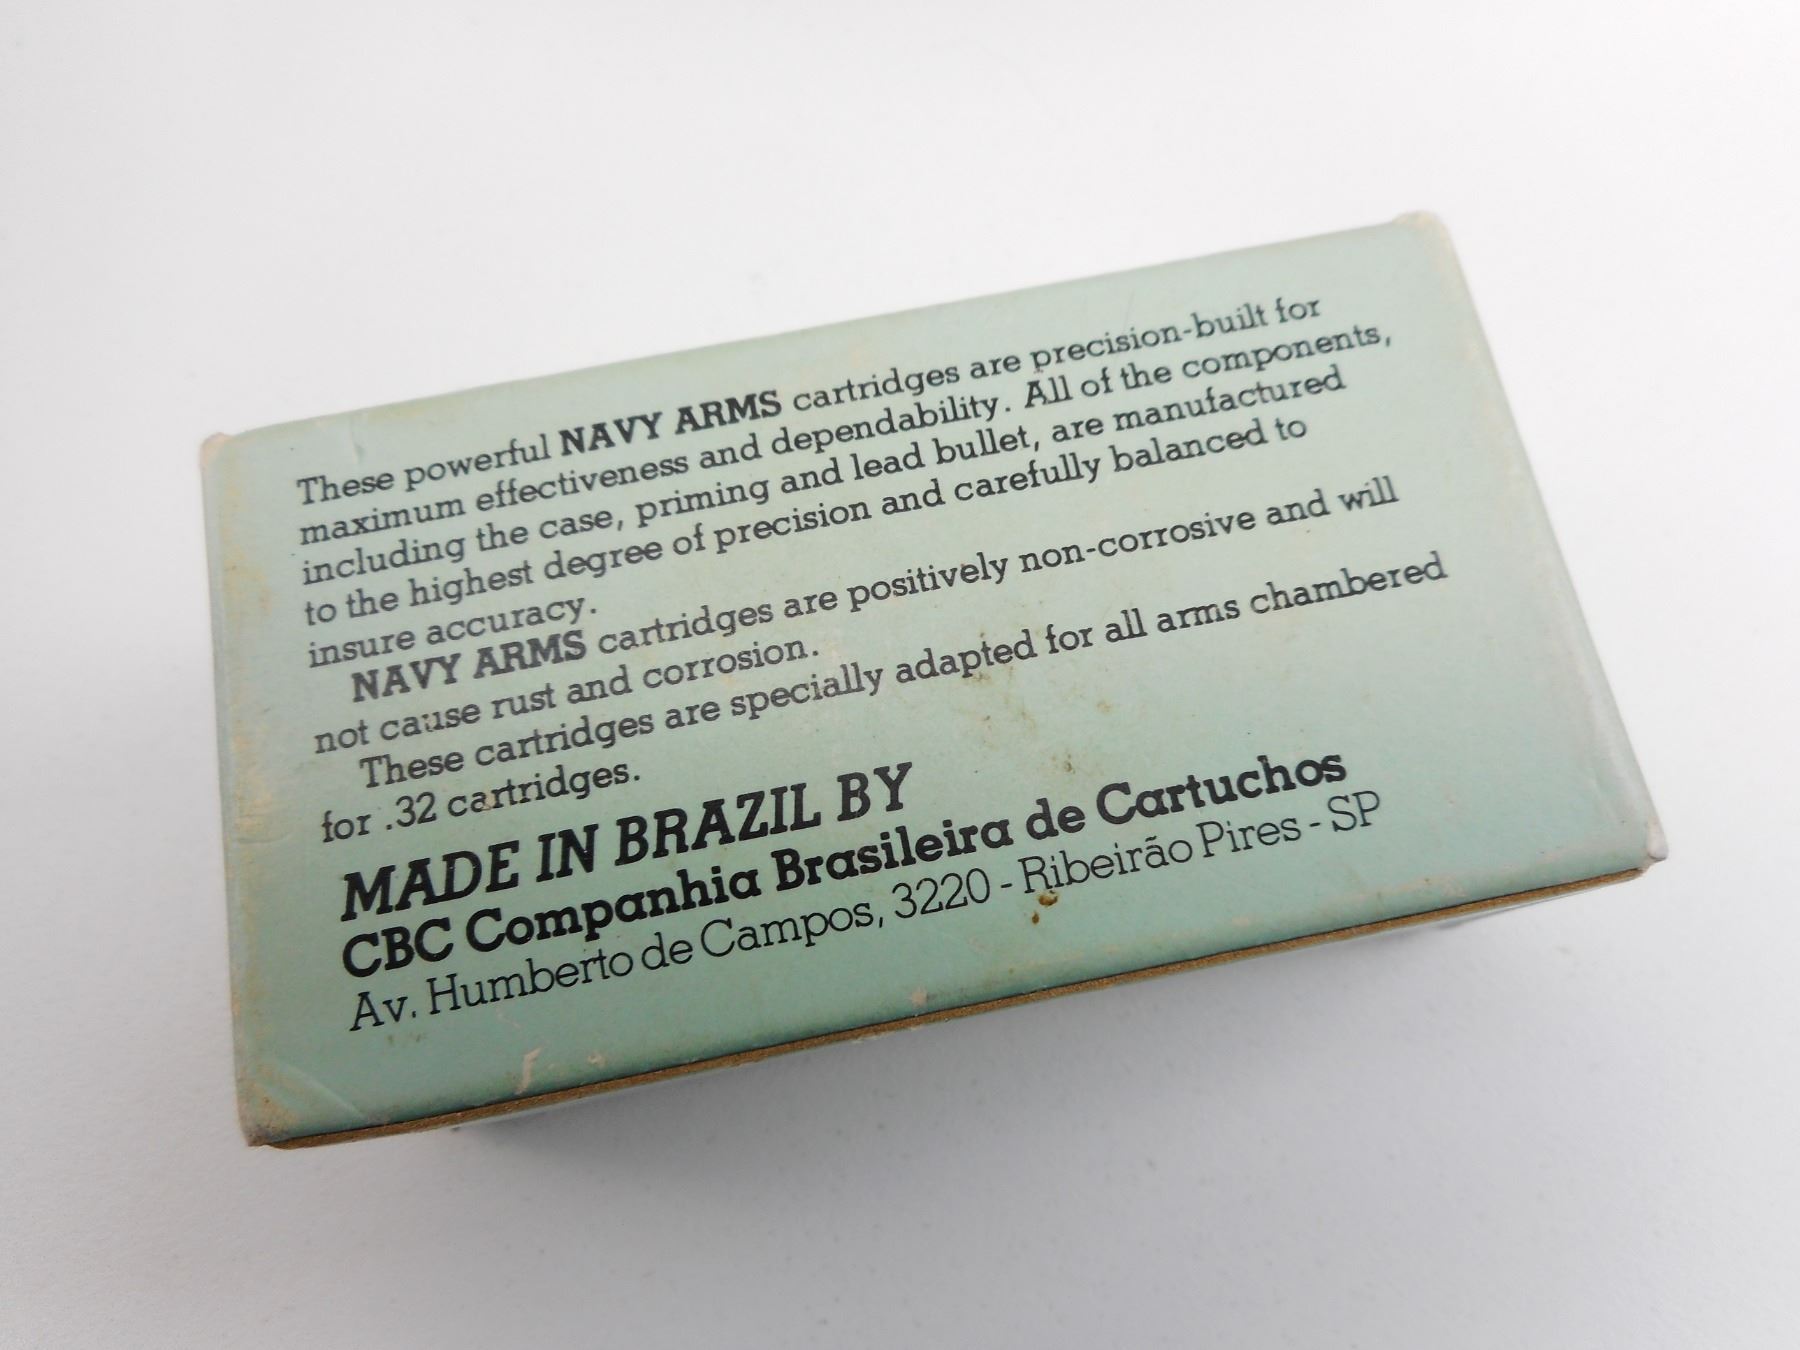 These powerful NAVY ARMS cartridges are precision-built for
maximum effectiveness and dependability. All of the components,
including the case, priming and lead bullet, are manufactured
to the highest degree of precision and carefully balanced to
insure accuracy.
NAVY ARMS cartridges are positively non-corrosive and will
not cause rust and corrosion.
These cartridges are specially adapted for all arms chambered
for .32 cartridges.
MADE IN BRAZIL BY
CBC Companhia Brasileira de Cartuchos
Av. Humberto de Campos, 3220 - Ribeirão Pires - SP